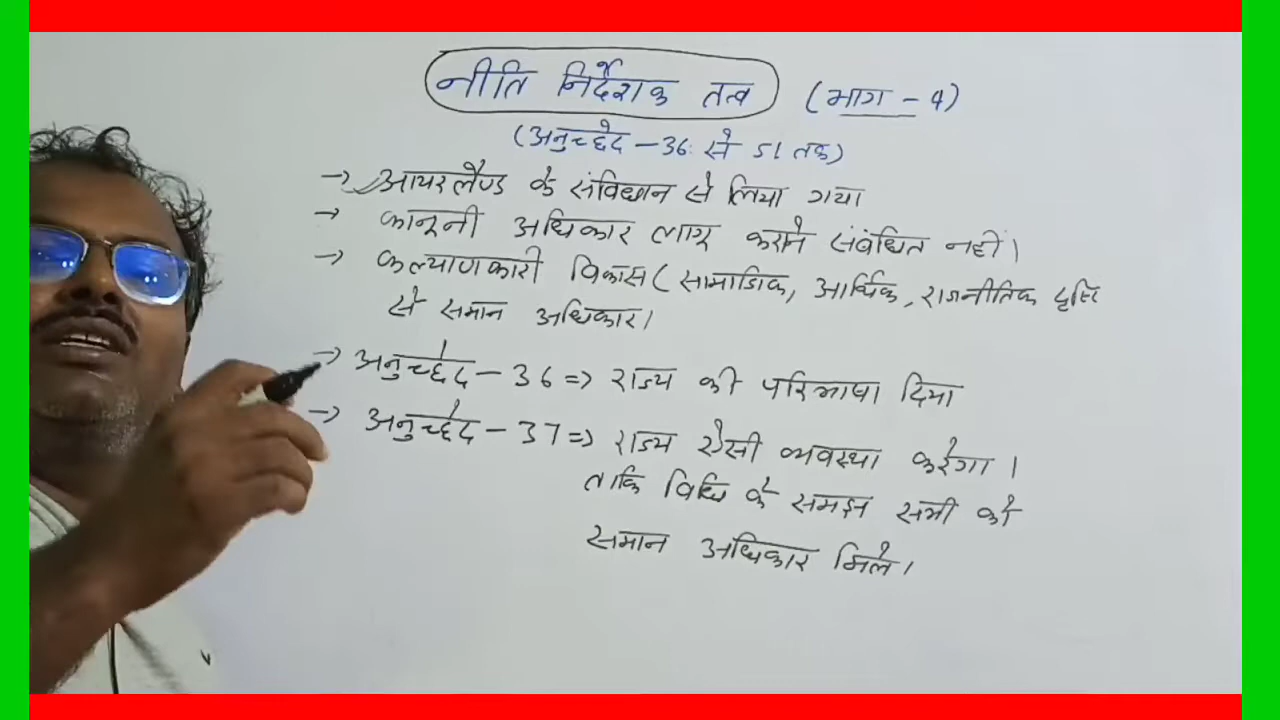 नीति निर्देशक तत्व (भाग - 4)
(अनुच्छेद - 36 से 51 तक)
→ आयरलैण्ड के संविधान से लिया गया
→ कानूनी अधिकार लागू कराने संबंधित नहीं।
→ कल्याणकारी विकास (सामाजिक, आर्थिक, राजनीतिक दृष्टि
से समान अधिकार।
→ अनुच्छेद - 36 => राज्य की परिभाषा दिया
→ अनुच्छेद - 37 => राज्य ऐसी व्यवस्था करेगा।
ताकि विधि के समक्ष सभी को
समान अधिकार मिले।